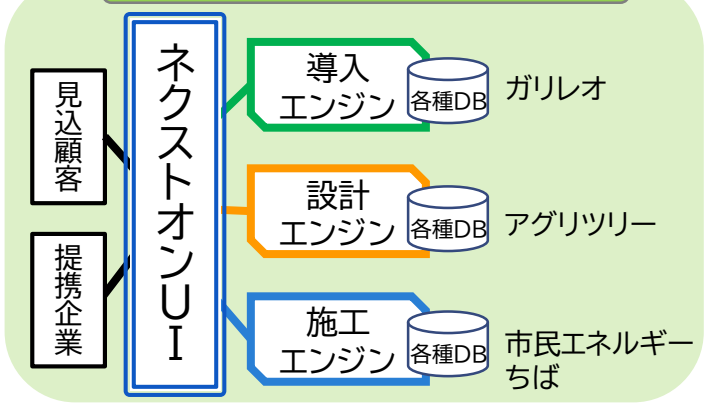 見込顧客
提携企業
ネクストオンUI
導入
エンジン
各種DB
ガリレオ
設計
エンジン
各種DB
アグリツリー
施工
エンジン
各種DB
市民エネルギー
ちば